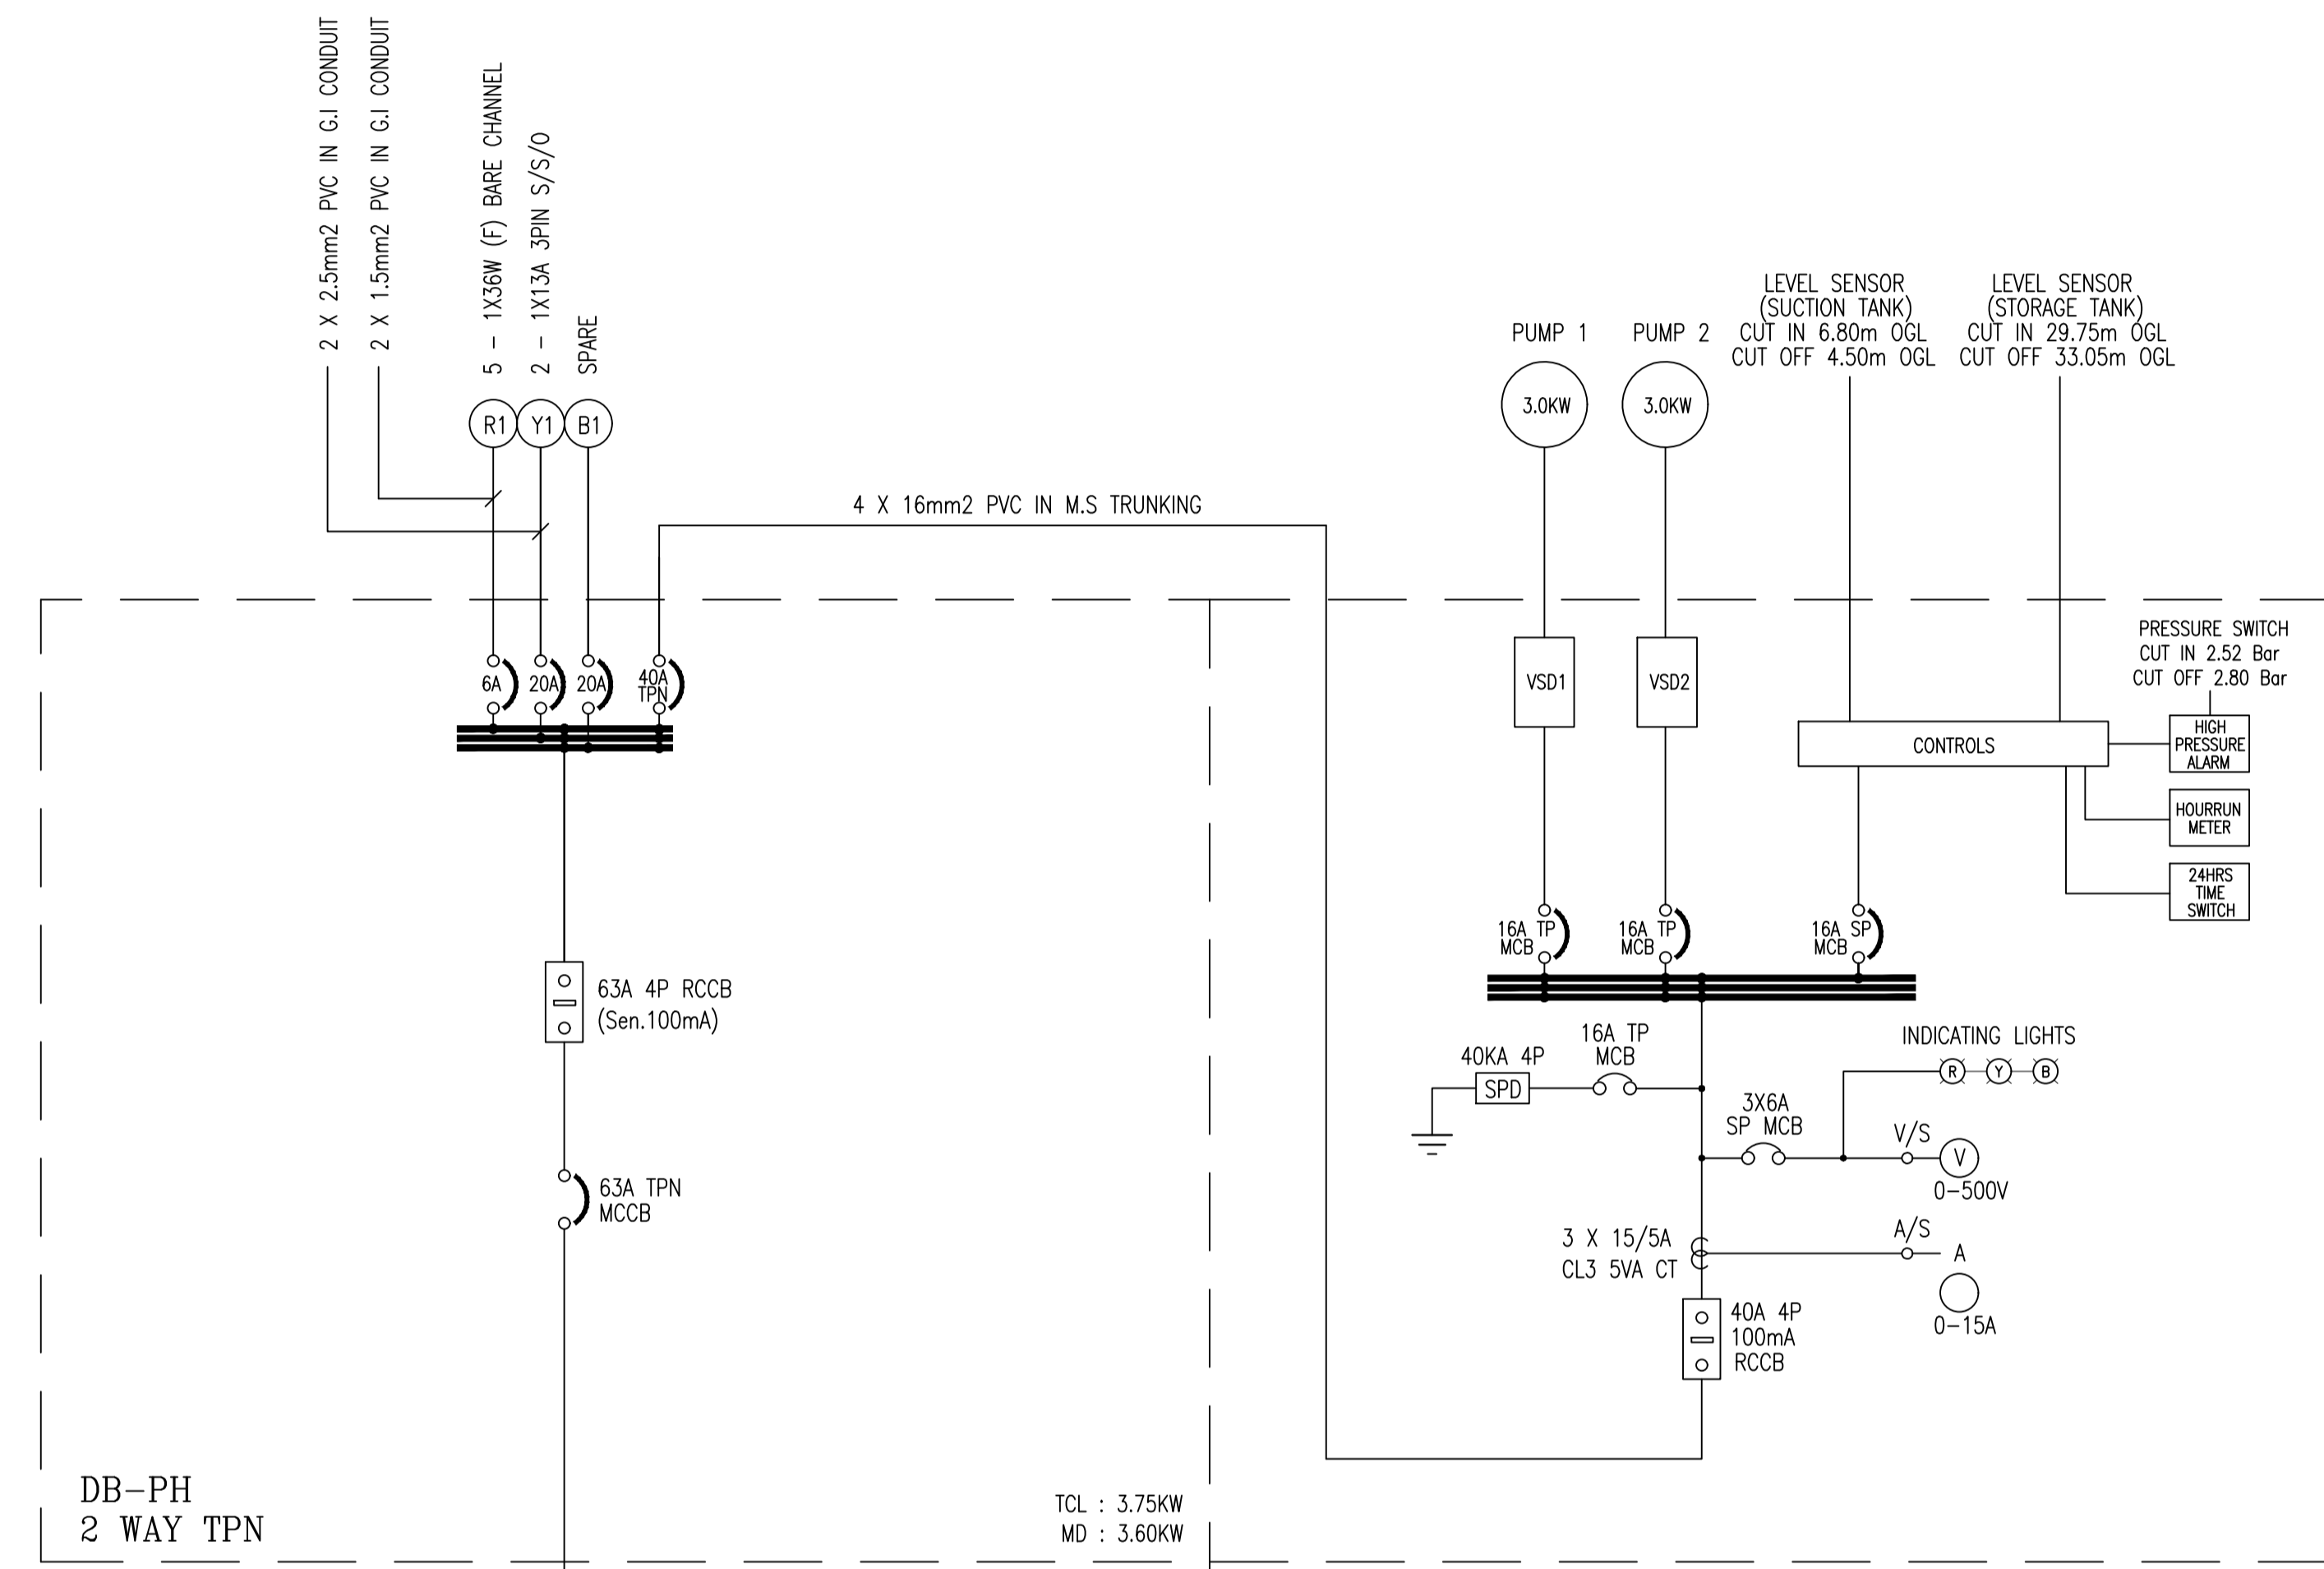 2 X 2.5mm2 PVC IN G.I CONDUIT
2 X 1.5mm2 PVC IN G.I CONDUIT
5 - 1X36W (F) BARE CHANNEL
2 - 1X13A 3PIN S/S/O
SPARE
R1
Y1
B1
4 X 16mm2 PVC IN M.S TRUNKING
6A
20A
20A
40A
TPN
63A 4P RCCB
(Sen.100mA)
63A TPN
MCCB
DB-PH
2 WAY TPN
TCL : 3.75KW
MD : 3.60KW
PUMP 1
3.0KW
PUMP 2
3.0KW
LEVEL SENSOR
(SUCTION TANK)
CUT IN 6.80m OGL
CUT OFF 4.50m OGL
LEVEL SENSOR
(STORAGE TANK)
CUT IN 29.75m OGL
CUT OFF 33.05m OGL
VSD1
VSD2
PRESSURE SWITCH
CUT IN 2.52 Bar
CUT OFF 2.80 Bar
CONTROLS
HIGH
PRESSURE
ALARM
HOURRUN
METER
24HRS
TIME
SWITCH
16A TP
MCB
16A TP
MCB
16A SP
MCB
40KA 4P
SPD
16A TP
MCB
INDICATING LIGHTS
R
Y
B
3X6A
SP MCB
V/S
V
0-500V
3 X 15/5A
CL3 5VA CT
A/S
A
0-15A
40A 4P
100mA
RCCB